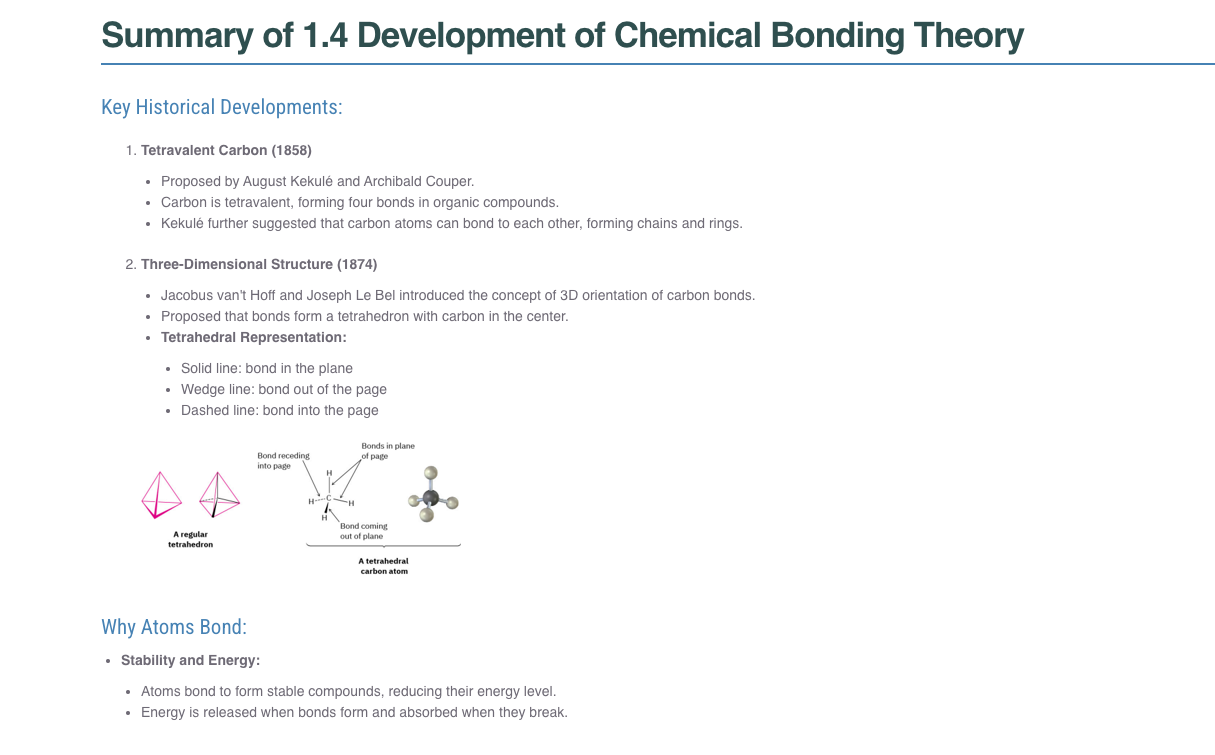 Summary of 1.4 Development of Chemical Bonding Theory
Key Historical Developments:
1. Tetravalent Carbon (1858)
• Proposed by August Kekulé and Archibald Couper.
• Carbon is tetravalent, forming four bonds in organic compounds.
• Kekulé further suggested that carbon atoms can bond to each other, forming chains and rings.
2. Three-Dimensional Structure (1874)
• Jacobus van't Hoff and Joseph Le Bel introduced the concept of 3D orientation of carbon bonds.
• Proposed that bonds form a tetrahedron with carbon in the center.
• Tetrahedral Representation:
• Solid line: bond in the plane
• Wedge line: bond out of the page
• Dashed line: bond into the page
Bond receding
into page
Bonds in plane
of page
H
H C H
H
Bond coming
out of plane
A regular
tetrahedron
A tetrahedral
carbon atom
Why Atoms Bond:
• Stability and Energy:
• Atoms bond to form stable compounds, reducing their energy level.
• Energy is released when bonds form and absorbed when they break.